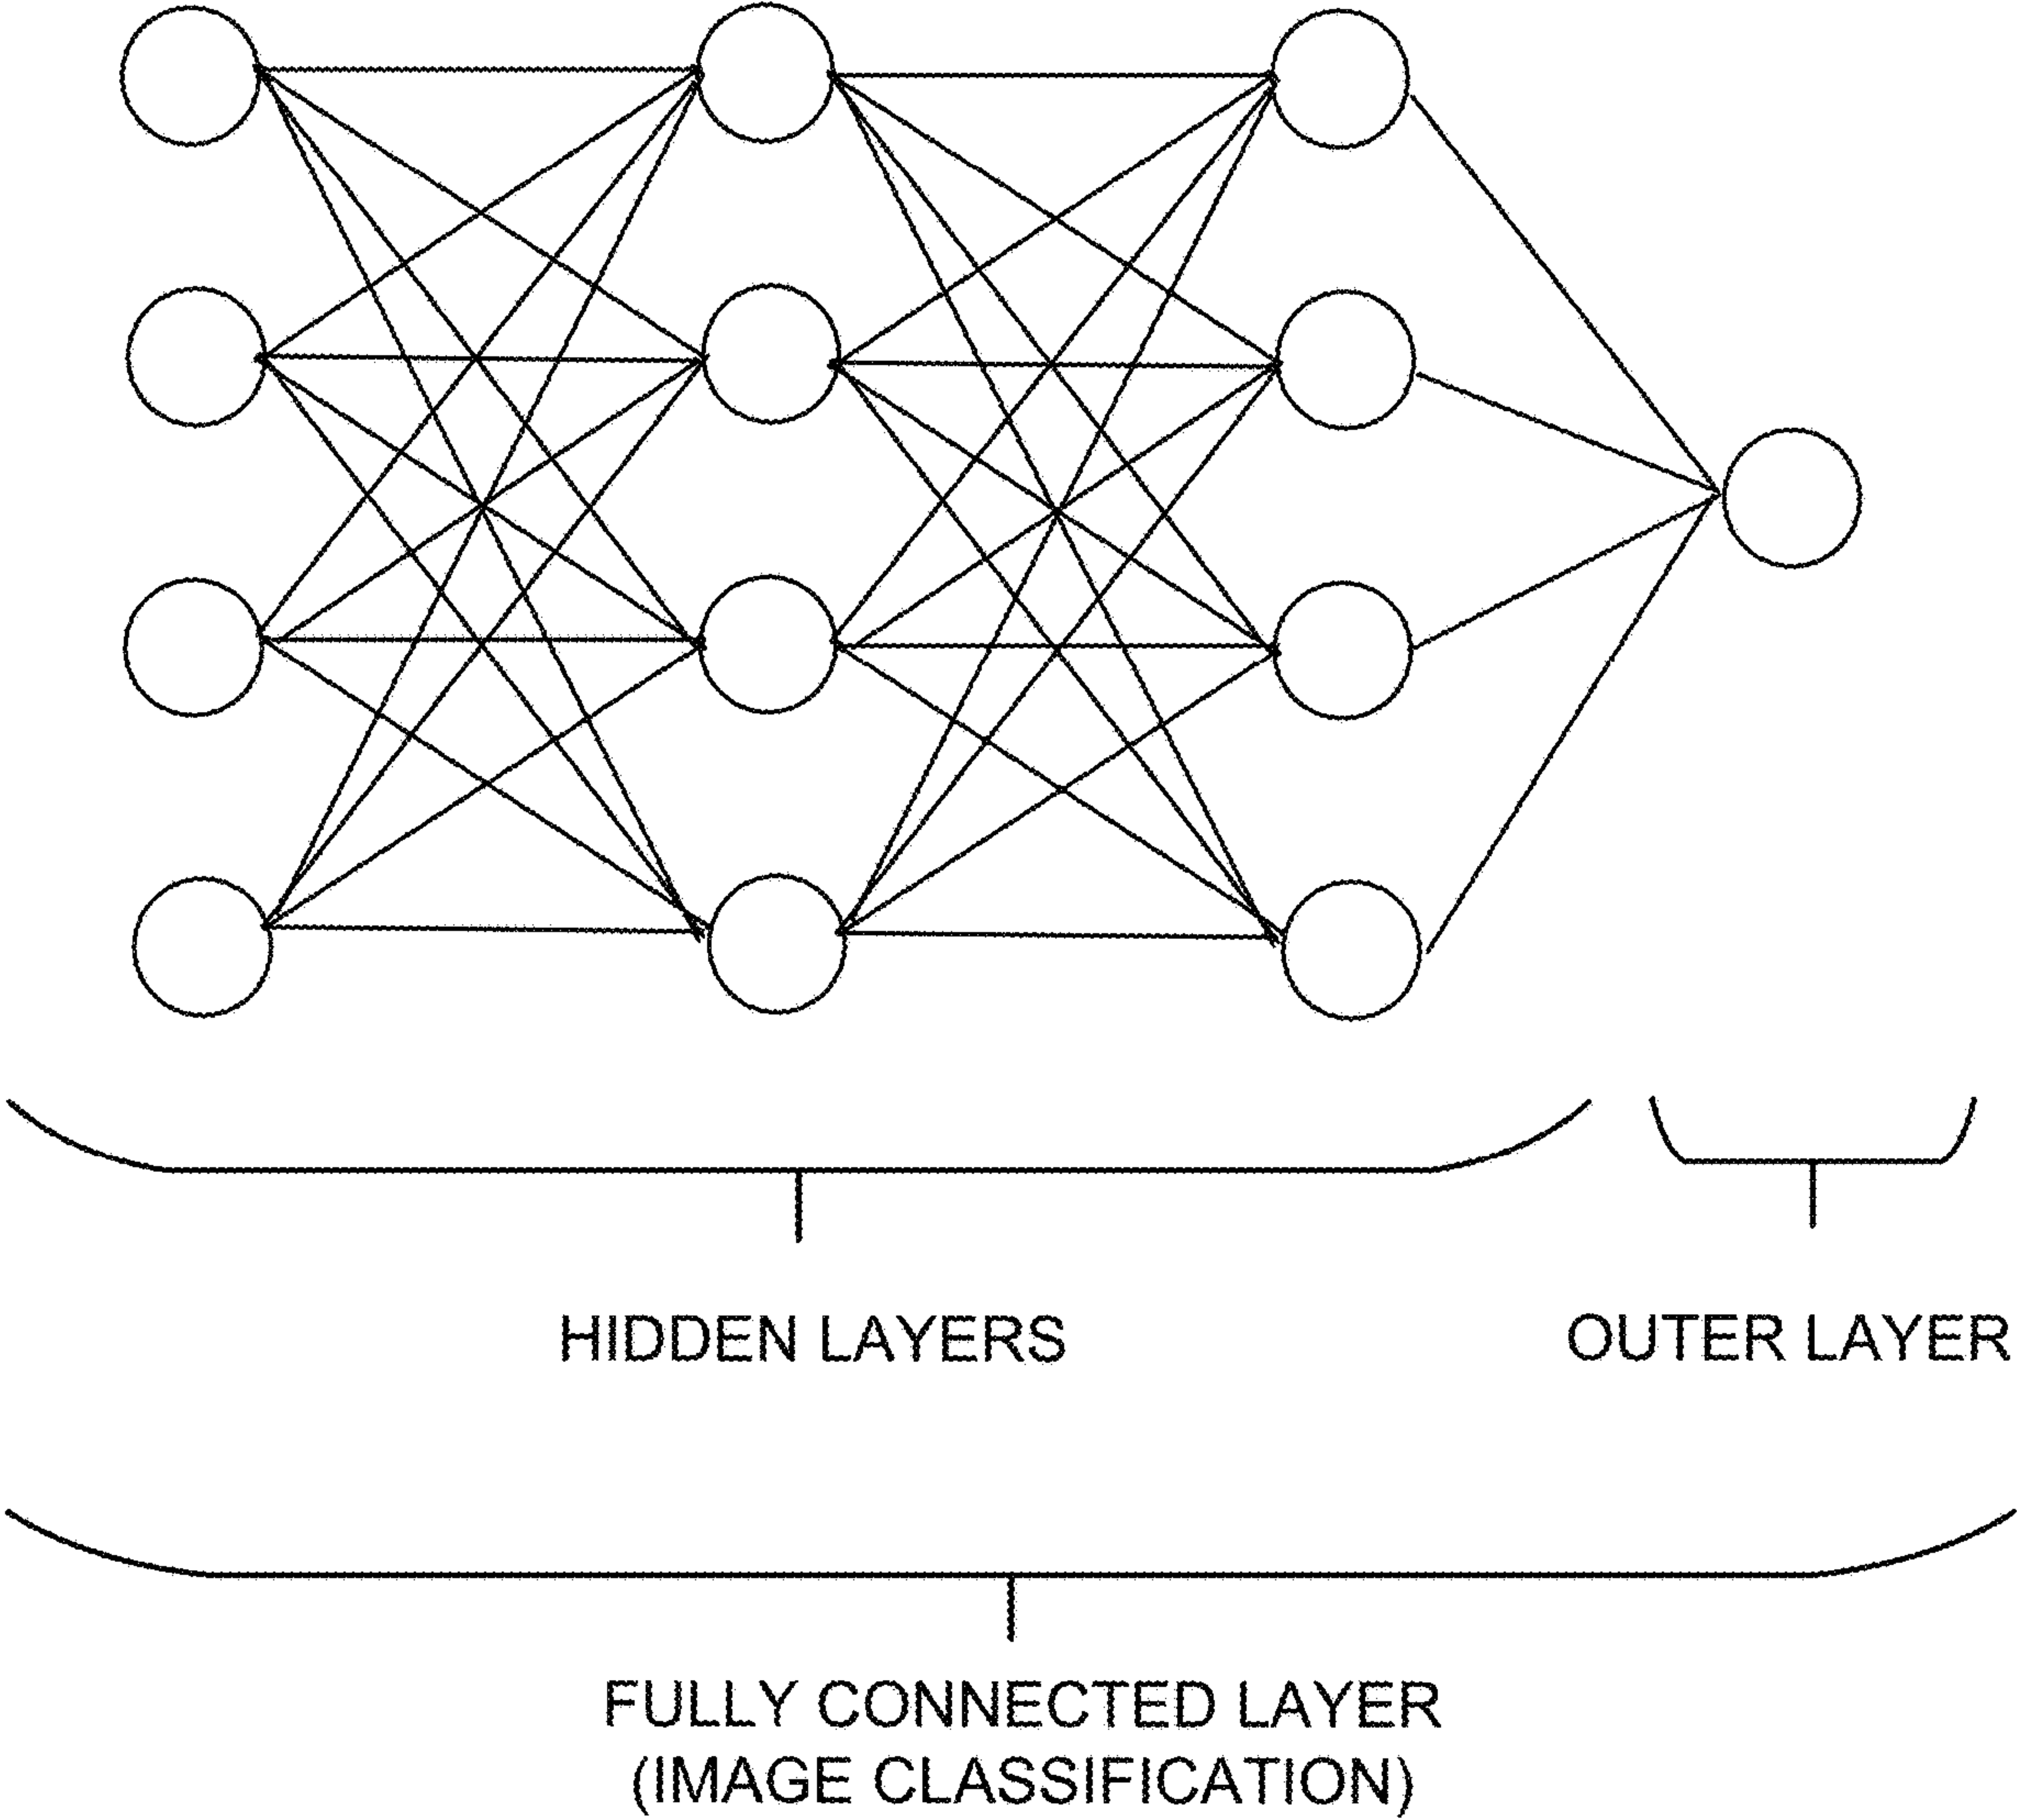 HIDDEN LAYERS
OUTER LAYER
FULLY CONNECTED LAYER
(IMAGE CLASSIFICATION)